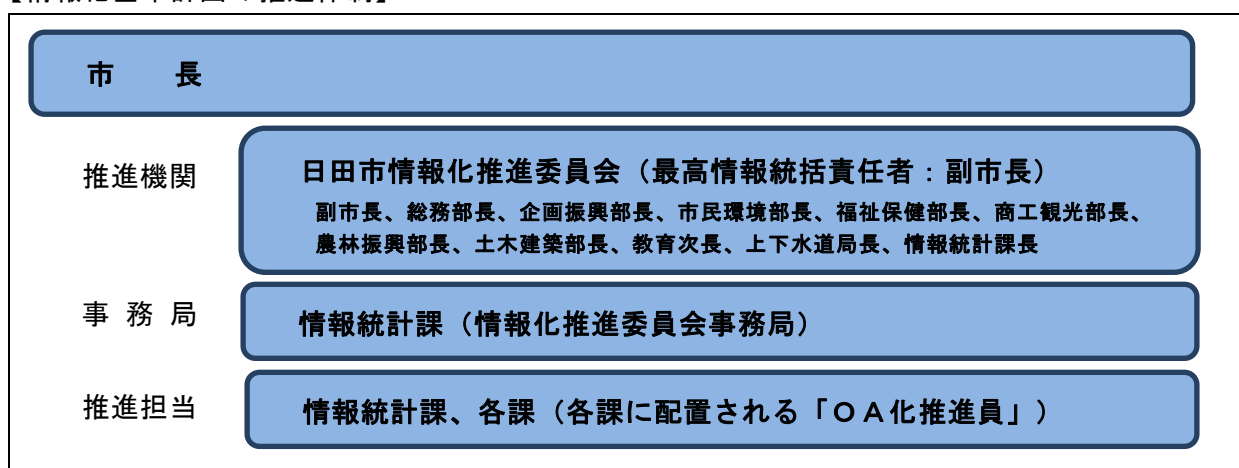 市　　長
推進機関
日田市情報化推進委員会（最高情報統括責任者：副市長）
副市長、総務部長、企画振興部長、市民環境部長、福祉保健部長、商工観光部長、
農林振興部長、土木建築部長、教育次長、上下水道局長、情報統計課長
事 務 局
情報統計課（情報化推進委員会事務局）
推進担当
情報統計課、各課（各課に配置される「ＯＡ化推進員」）